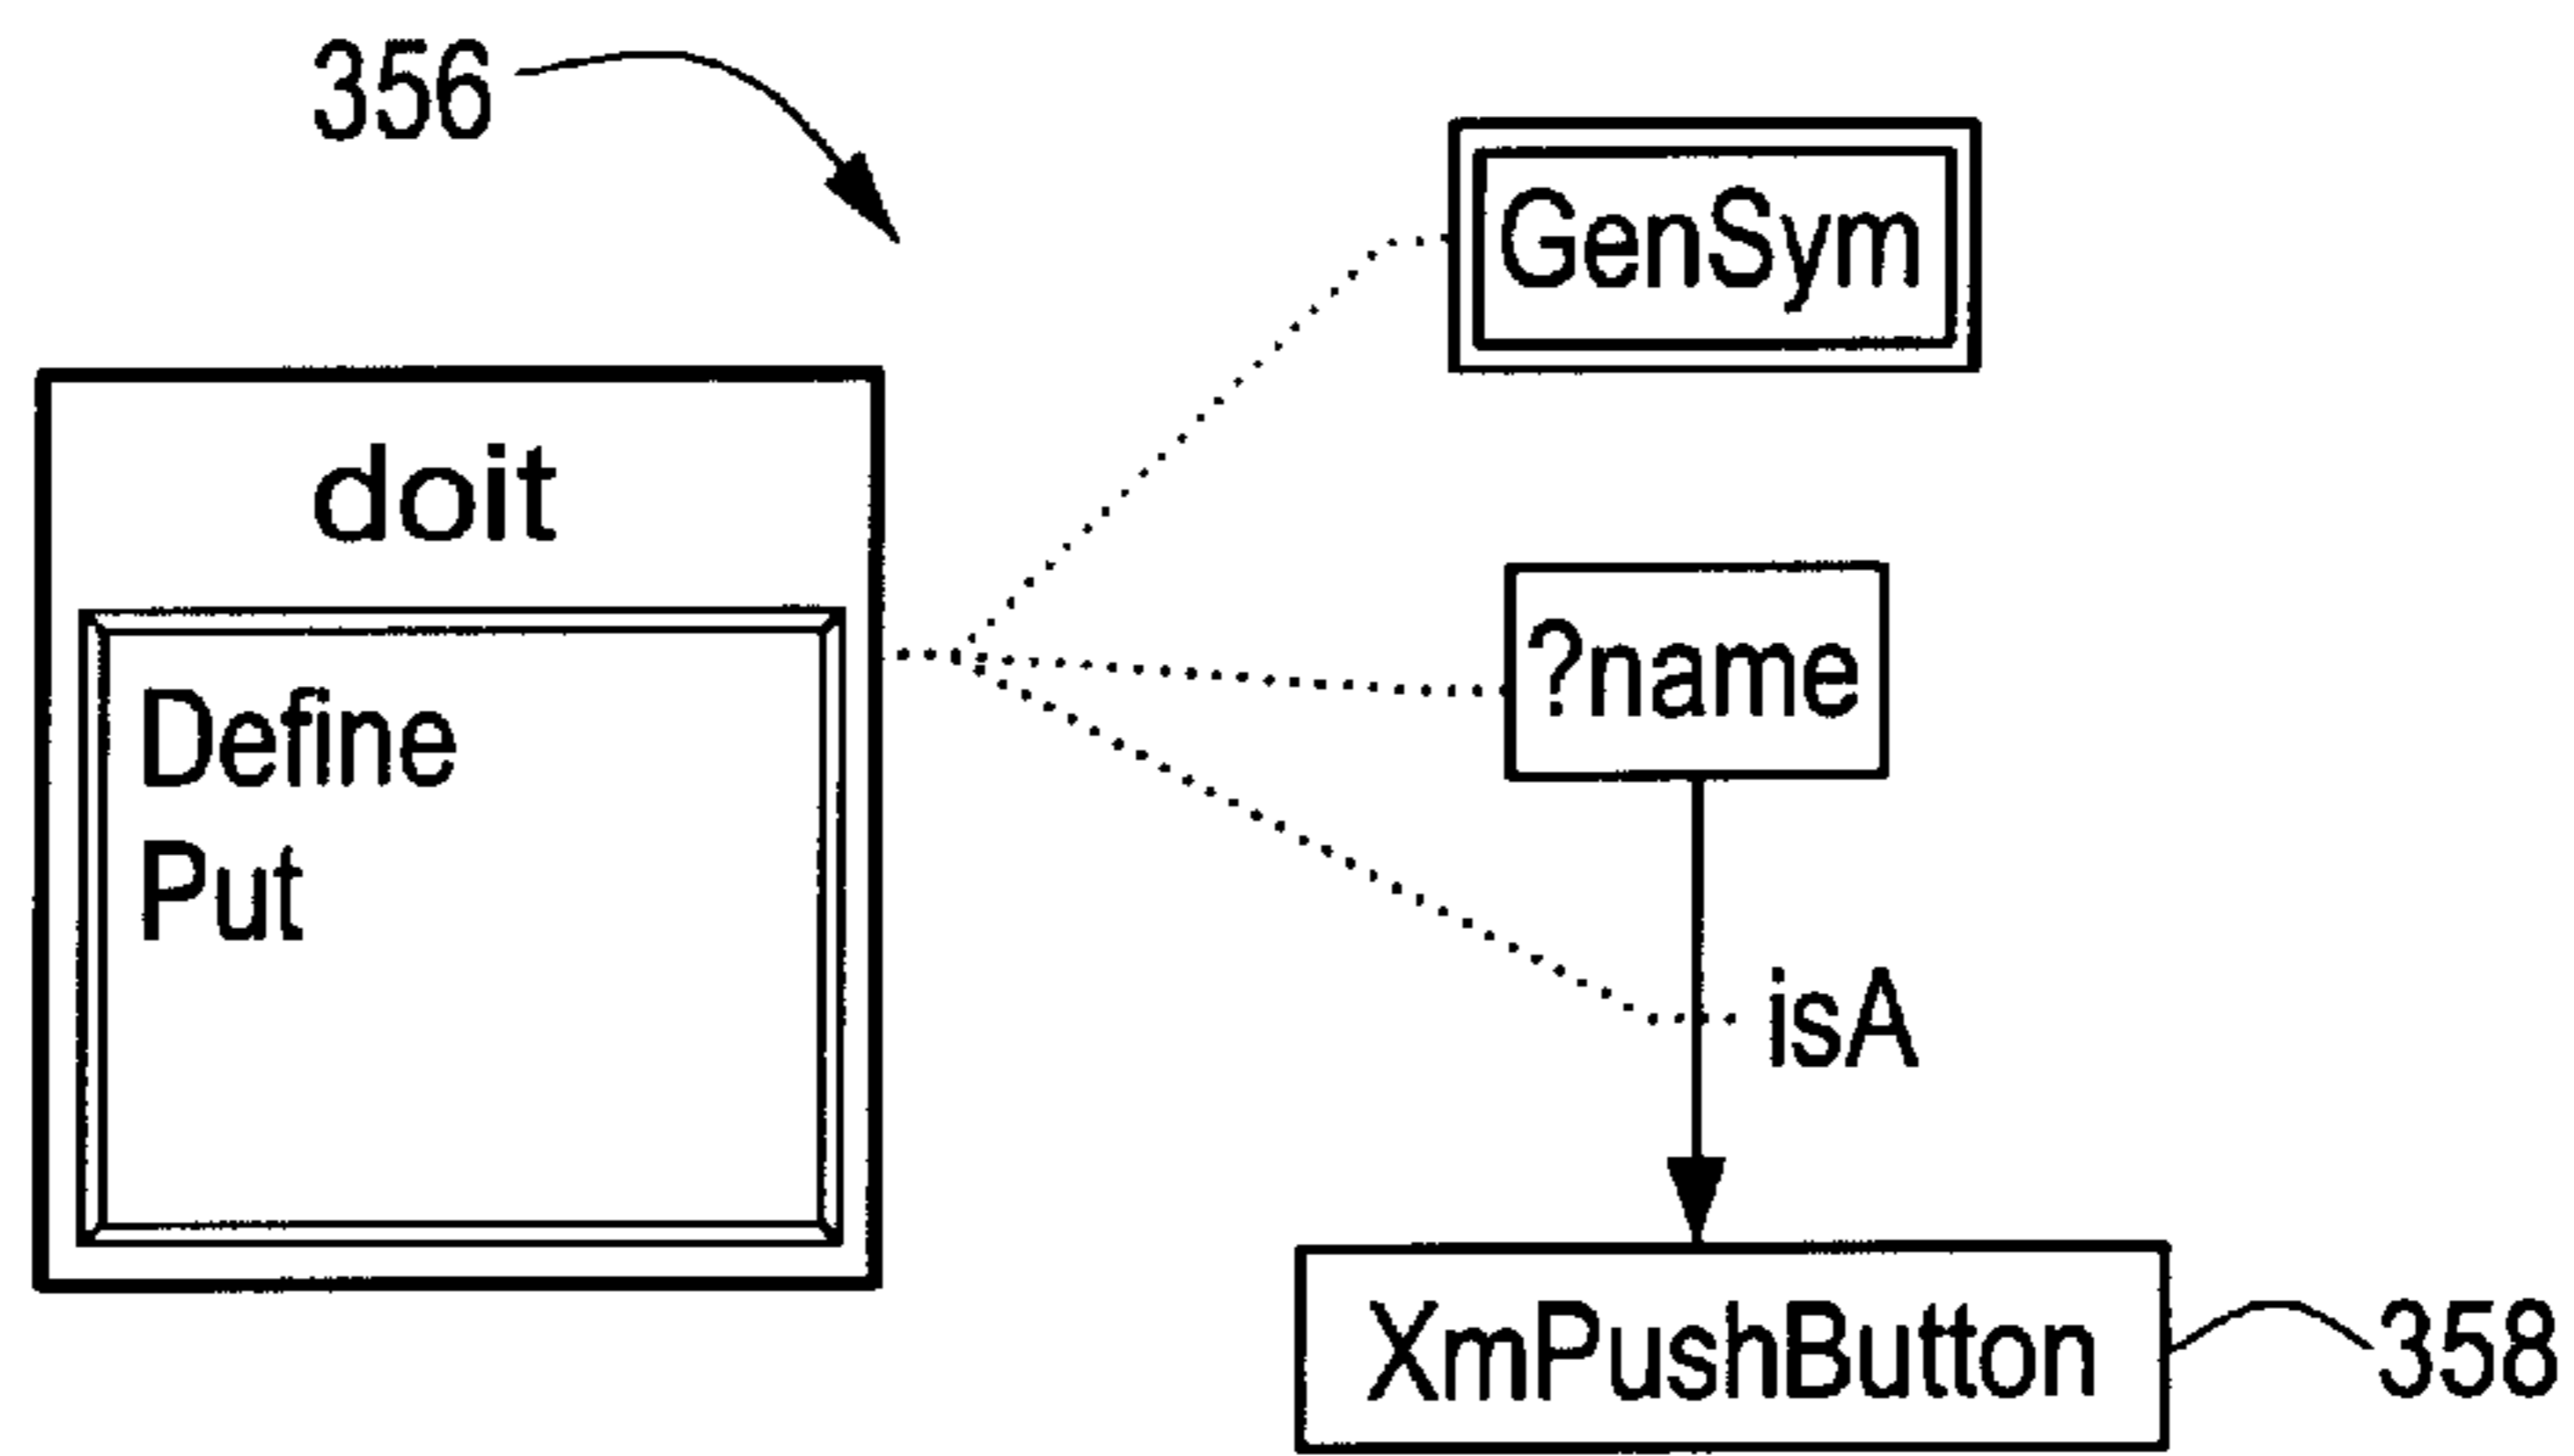 356
GenSym
doit
?name
Define
Put
isA
XmPushButton
358